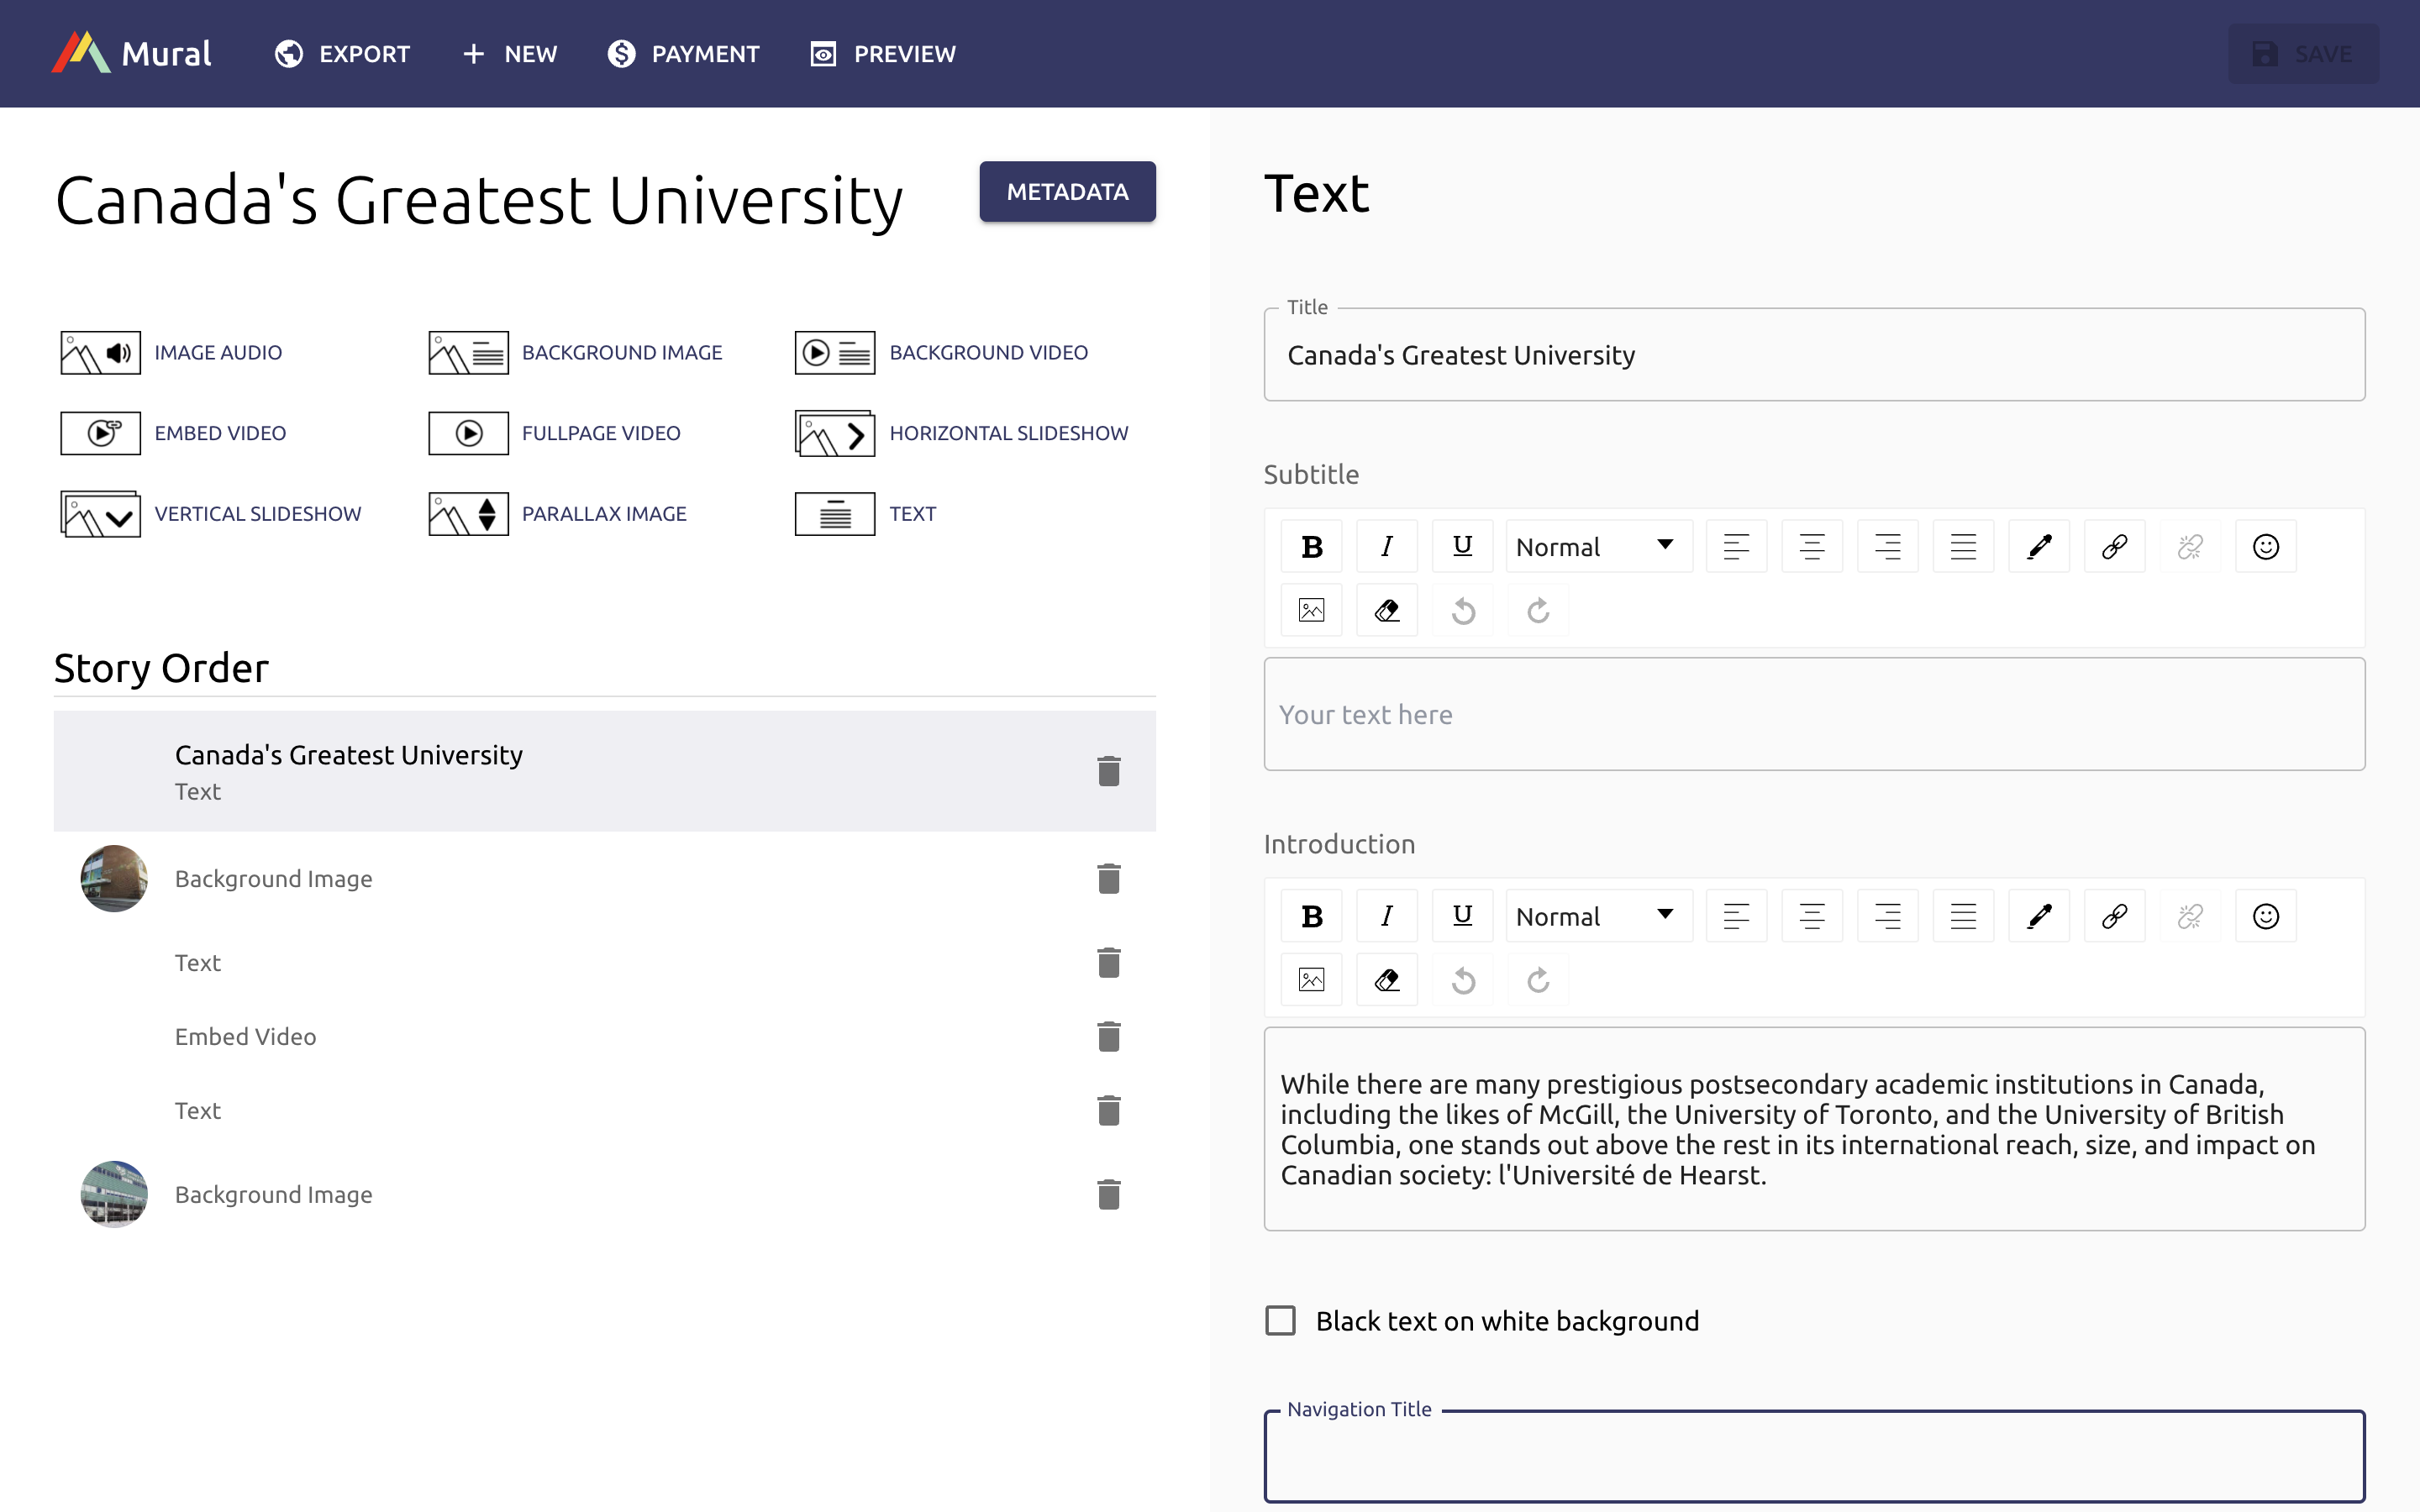 Mural
EXPORT
NEW
PAYMENT
PREVIEW
SAVE
Canada's Greatest University
METADATA
IMAGE AUDIO
BACKGROUND IMAGE
BACKGROUND VIDEO
EMBED VIDEO
FULLPAGE VIDEO
HORIZONTAL SLIDESHOW
VERTICAL SLIDESHOW
PARALLAX IMAGE
TEXT
Story Order
Canada's Greatest University
Text
Background Image
Text
Embed Video
Text
Background Image
Text
Title
Canada's Greatest University
Subtitle
B I U Normal
Your text here
Introduction
B I U Normal
While there are many prestigious postsecondary academic institutions in Canada,
including the likes of McGill, the University of Toronto, and the University of British
Columbia, one stands out above the rest in its international reach, size, and impact on
Canadian society: l'Université de Hearst.
Black text on white background
Navigation Title